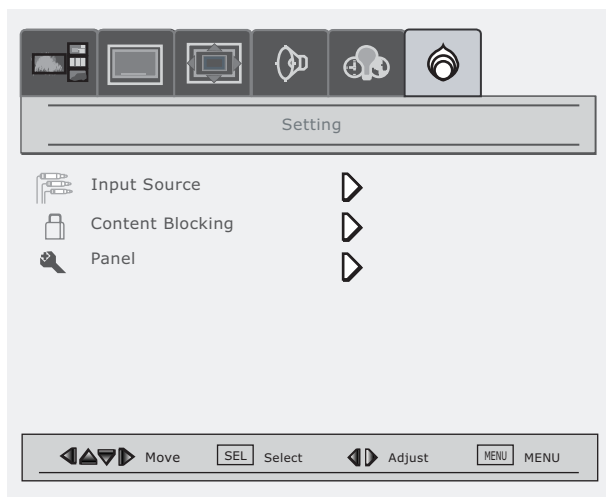 Setting
Input Source
Content Blocking
Panel
Move SEL Select Adjust MENU MENU